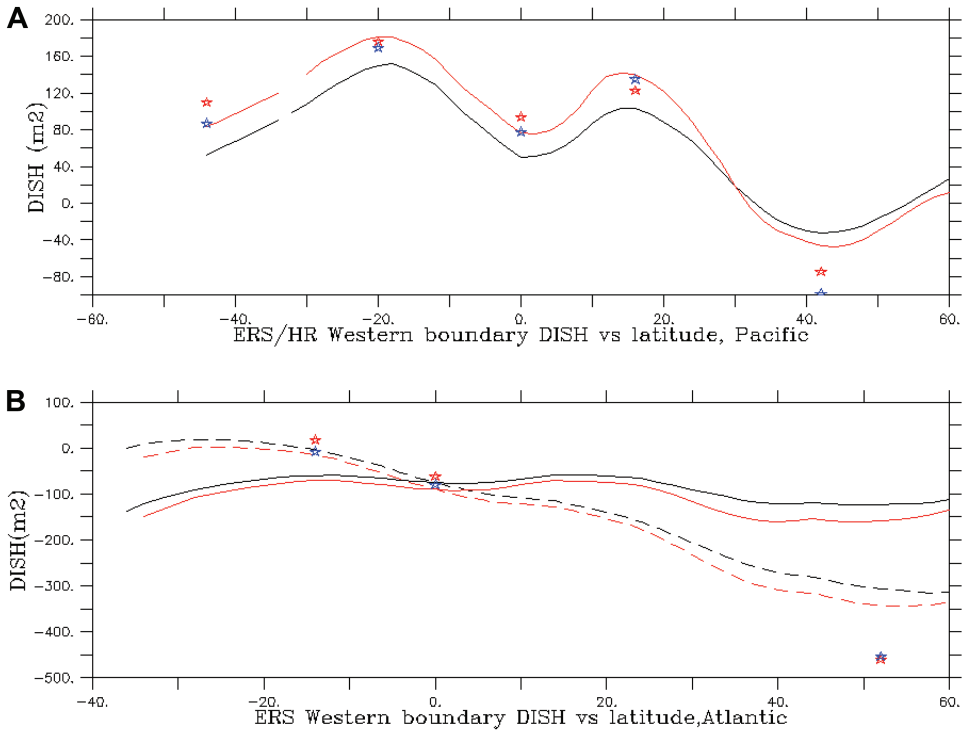 A
200.
160.
120.
80.
40.
0.
-40.
-80.
DISH (m2)
-60. -40. -20. 0. 20. 40. 60.
ERS/HR Western boundary DISH vs latitude, Pacific
B
100.
0.
-100.
-200.
-300.
-400.
-500.
DISH(m2)
-40. -20. 0. 20. 40. 60.
ERS Western boundary DISH vs latitude,Atlantic